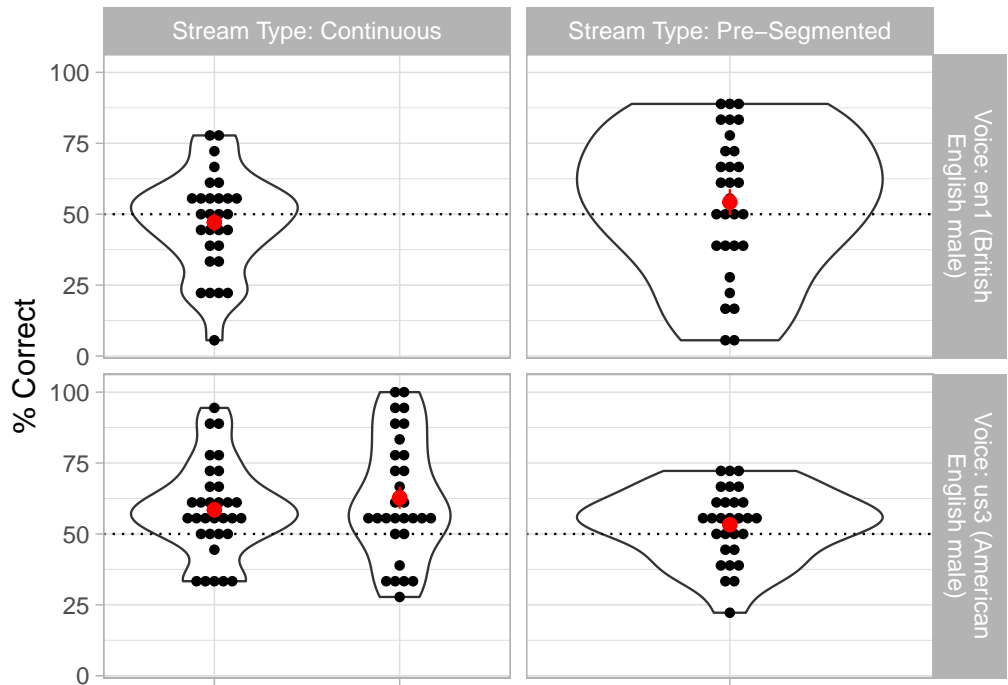 Stream Type: Continuous
Stream Type: Pre−Segmented
% Correct
100
75
50
25
0
Voice: en1 (British
English male)
100
75
50
25
0
Voice: us3 (American
English male)